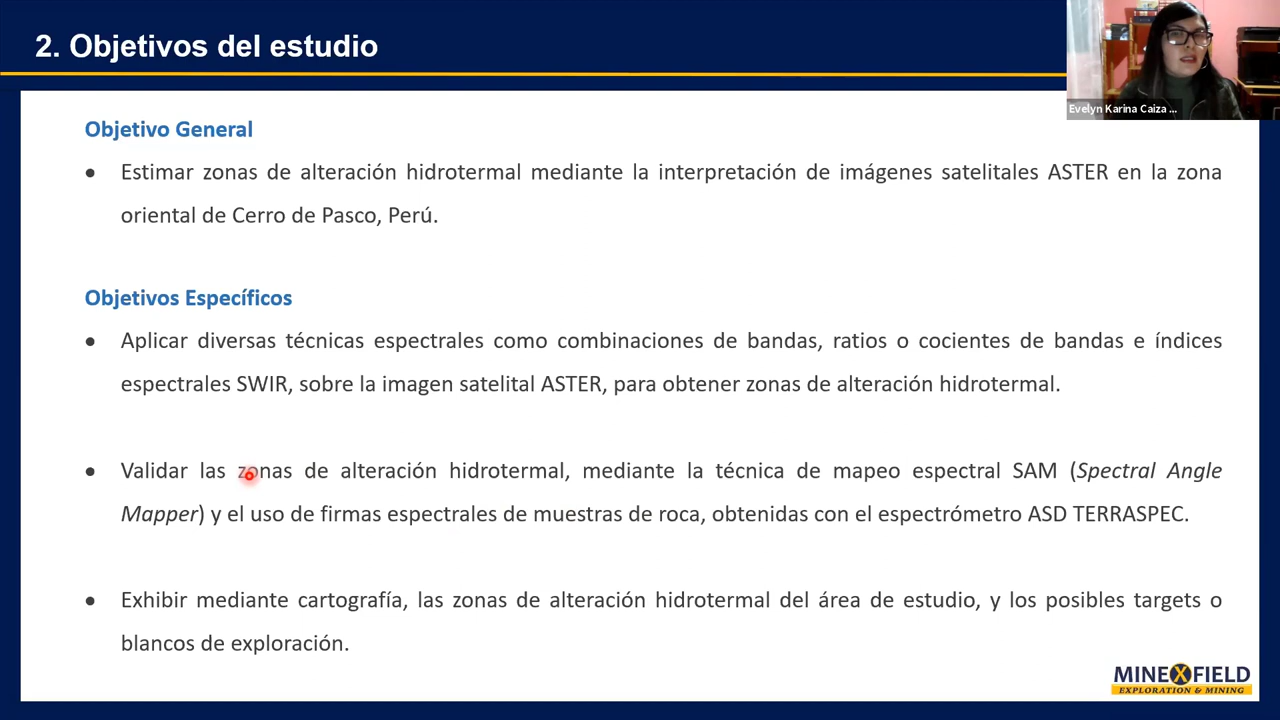 2. Objetivos del estudio
Evelyn Karina Caiza ...
Objetivo General
● Estimar zonas de alteración hidrotermal mediante la interpretación de imágenes satelitales ASTER en la zona
oriental de Cerro de Pasco, Perú.
Objetivos Específicos
● Aplicar diversas técnicas espectrales como combinaciones de bandas, ratios o cocientes de bandas e índices
espectrales SWIR, sobre la imagen satelital ASTER, para obtener zonas de alteración hidrotermal.
● Validar las zonas de alteración hidrotermal, mediante la técnica de mapeo espectral SAM (Spectral Angle
Mapper) y el uso de firmas espectrales de muestras de roca, obtenidas con el espectrómetro ASD TERRASPEC.
● Exhibir mediante cartografía, las zonas de alteración hidrotermal del área de estudio, y los posibles targets o
blancos de exploración.
MINEXFIELD
EXPLORATION & MINING